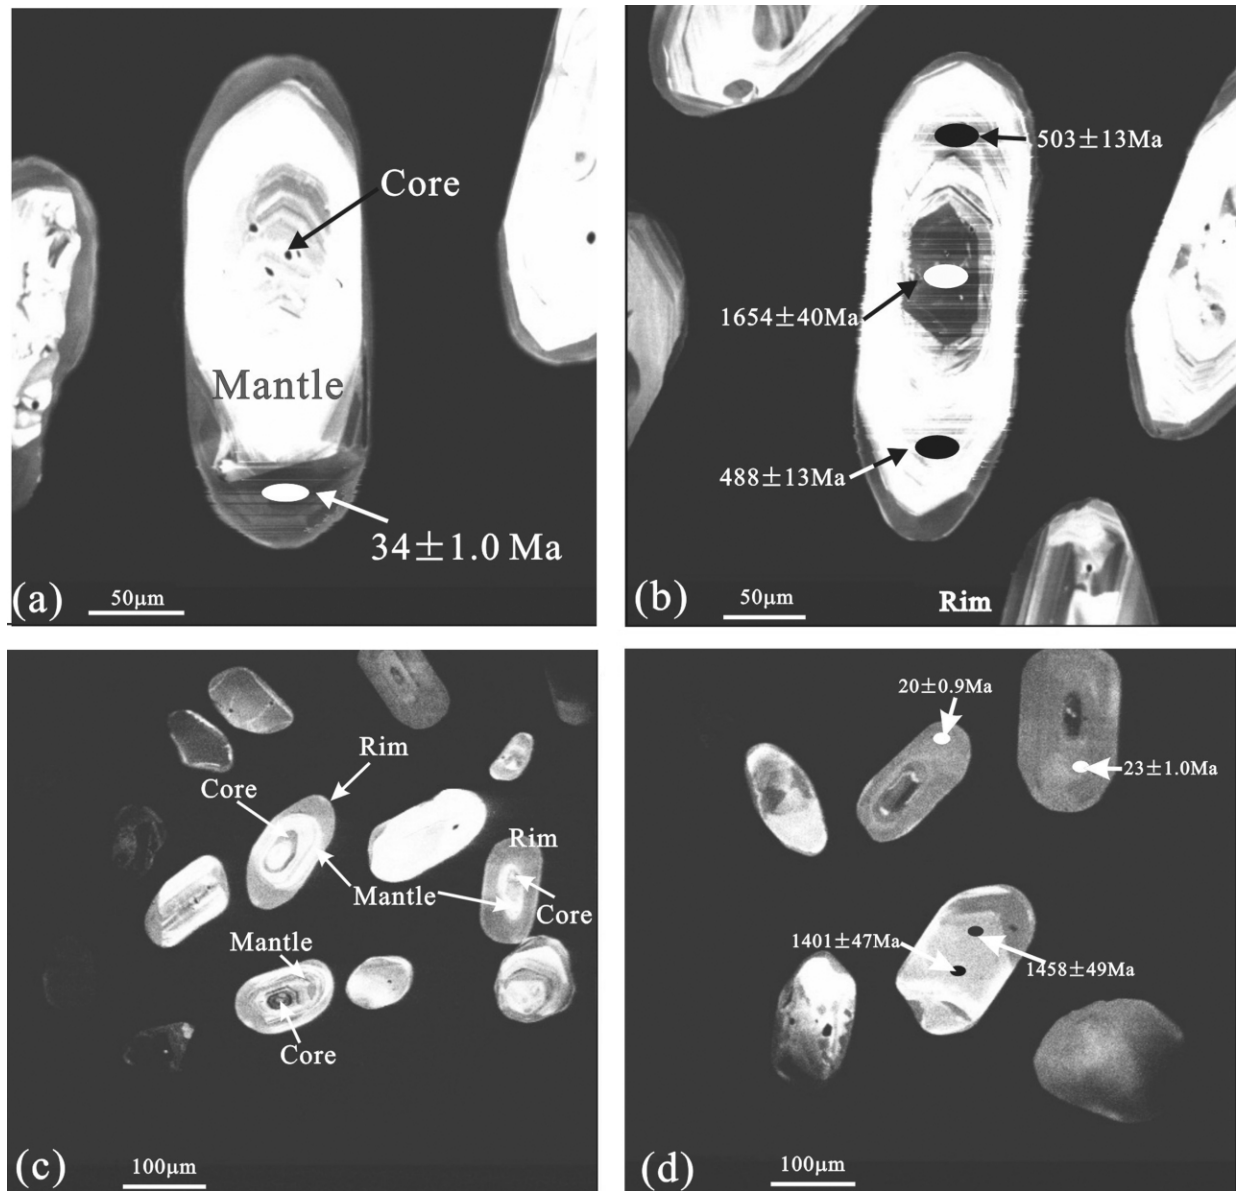 Core
Mantle
34±1.0 Ma
(a)
50μm
503±13Ma
1654±40Ma
488±13Ma
(b)
50μm
Rim
Rim
Core
Rim
Mantle
Core
Mantle
Core
(c)
100μm
20±0.9Ma
23±1.0Ma
1401±47Ma
1458±49Ma
(d)
100μm